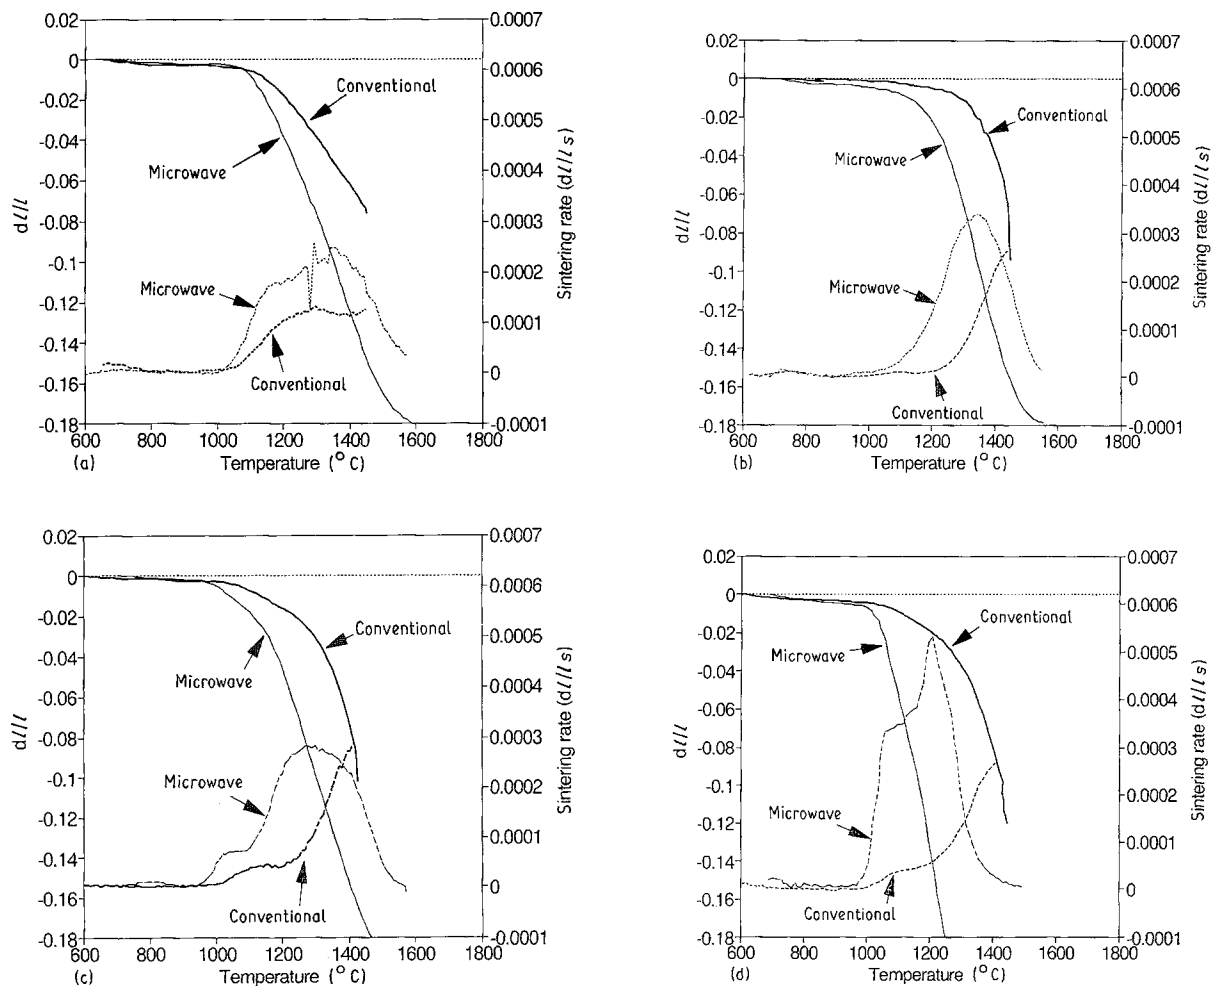 0.02
0
-0.02
-0.04
-0.06
-0.08
-0.1
-0.12
-0.14
-0.16
-0.18
dl/l
0.0007
0.0006
0.0005
0.0004
0.0003
0.0002
0.0001
0
-0.0001
Sintering rate (dl/l s)
Conventional
Microwave
Microwave
Conventional
600 800 1000 1200 1400 1600 1800
(a) Temperature (°C)
0.02
0
-0.02
-0.04
-0.06
-0.08
-0.1
-0.12
-0.14
-0.16
-0.18
dl/l
0.0007
0.0006
0.0005
0.0004
0.0003
0.0002
0.0001
0
-0.0001
Sintering rate (dl/l s)
Conventional
Microwave
Microwave
Conventional
600 800 1000 1200 1400 1600 1800
(b) Temperature (°C)
0.02
0
-0.02
-0.04
-0.06
-0.08
-0.1
-0.12
-0.14
-0.16
-0.18
dl/l
0.0007
0.0006
0.0005
0.0004
0.0003
0.0002
0.0001
0
-0.0001
Sintering rate (dl/l s)
Conventional
Microwave
Microwave
Conventional
600 800 1000 1200 1400 1600 1800
(c) Temperature (°C)
0.02
0
-0.02
-0.04
-0.06
-0.08
-0.1
-0.12
-0.14
-0.16
-0.18
dl/l
0.0007
0.0006
0.0005
0.0004
0.0003
0.0002
0.0001
0
-0.0001
Sintering rate (dl/l s)
Conventional
Microwave
Microwave
Conventional
600 800 1000 1200 1400 1600 1800
(d) Temperature (°C)